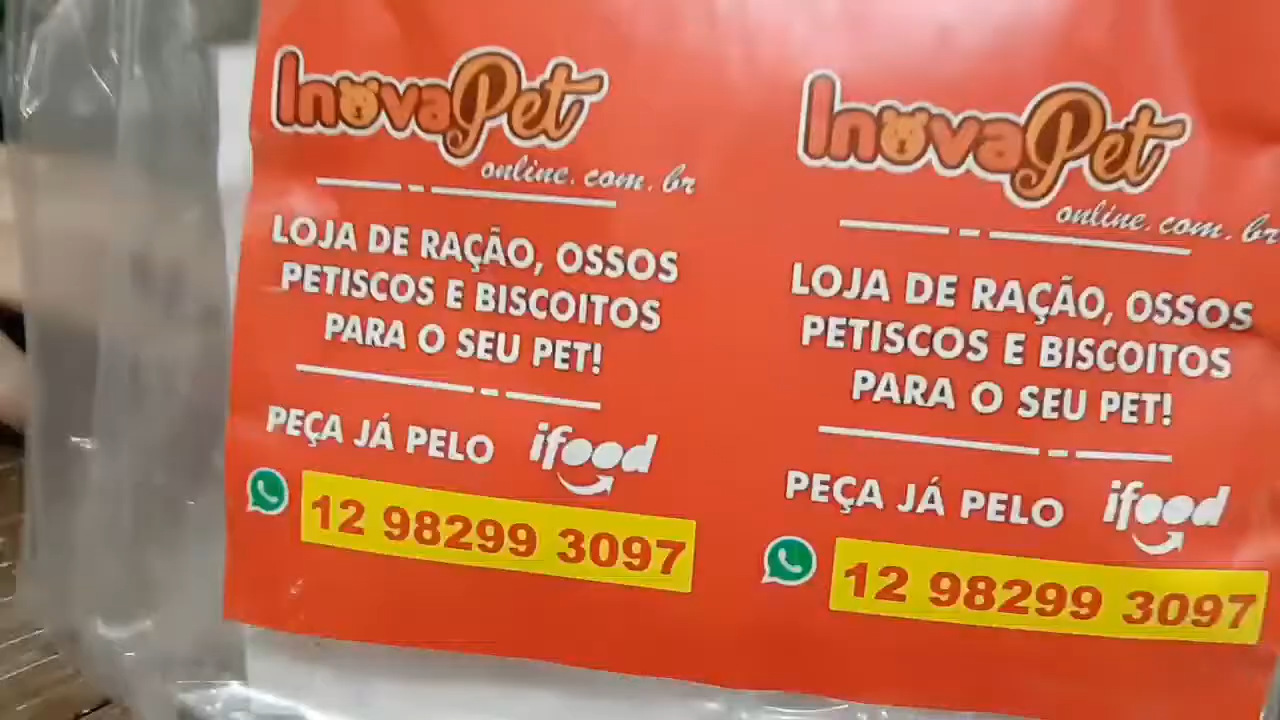 InovaPet
online.com.br
LOJA DE RAÇÃO, OSSOS
PETISCOS E BISCOITOS
PARA O SEU PET!
PEÇA JÁ PELO ifood
12 98299 3097
InovaPet
online.com.br
LOJA DE RAÇÃO, OSSOS
PETISCOS E BISCOITOS
PARA O SEU PET!
PEÇA JÁ PELO ifood
12 98299 3097